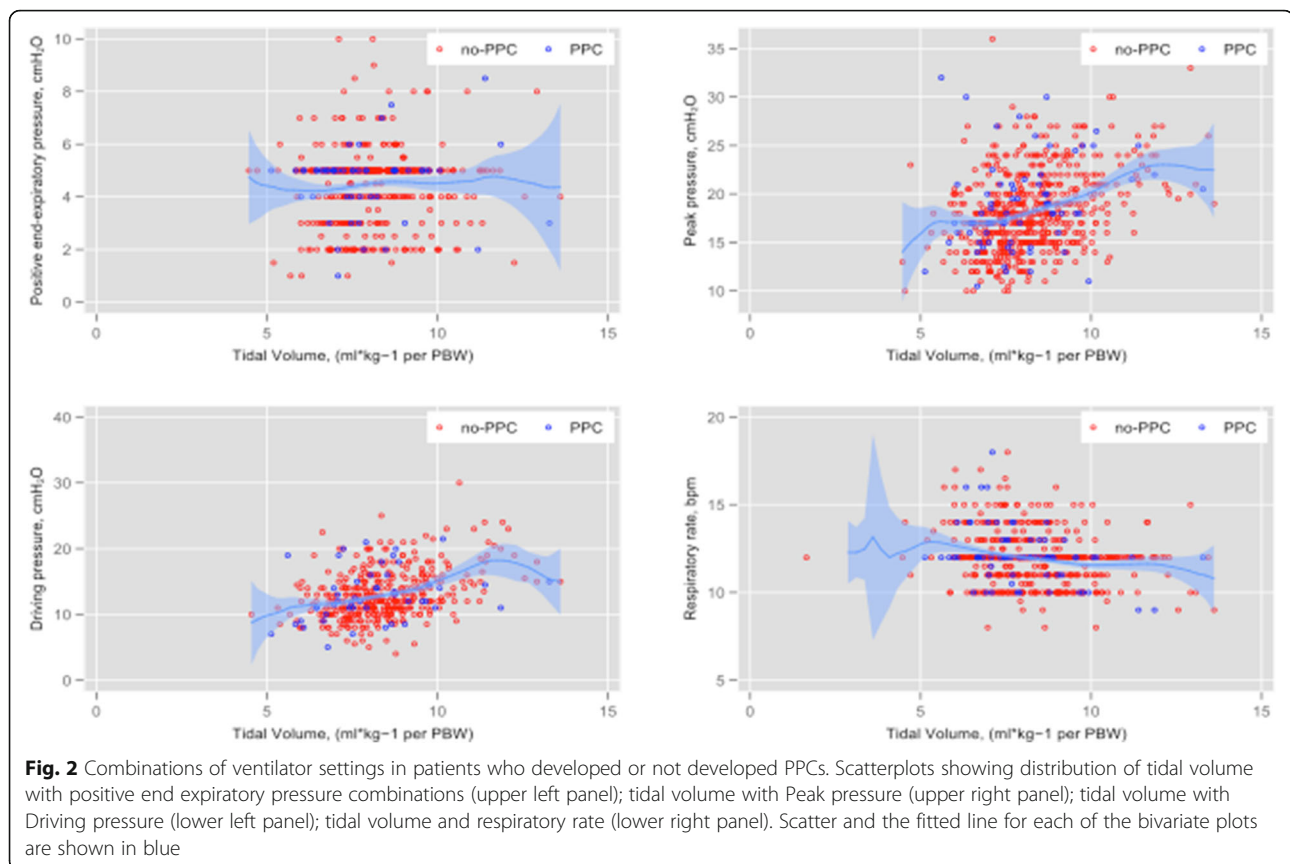 10
8
6
4
2
0
Positive end-expiratory pressure, cmH₂O
no-PPC PPC
0 5 10 15
Tidal Volume, (ml*kg−1 per PBW)
35
30
25
20
15
10
Peak pressure, cmH₂O
no-PPC PPC
0 5 10 15
Tidal Volume, (ml*kg−1 per PBW)
40
30
20
10
0
Driving pressure, cmH₂O
no-PPC PPC
0 5 10 15
Tidal Volume, (ml*kg−1 per PBW)
20
15
10
5
Respiratory rate, bpm
no-PPC PPC
0 5 10 15
Tidal Volume, (ml*kg−1 per PBW)
Fig. 2 Combinations of ventilator settings in patients who developed or not developed PPCs. Scatterplots showing distribution of tidal volume
with positive end expiratory pressure combinations (upper left panel); tidal volume with Peak pressure (upper right panel); tidal volume with
Driving pressure (lower left panel); tidal volume and respiratory rate (lower right panel). Scatter and the fitted line for each of the bivariate plots
are shown in blue